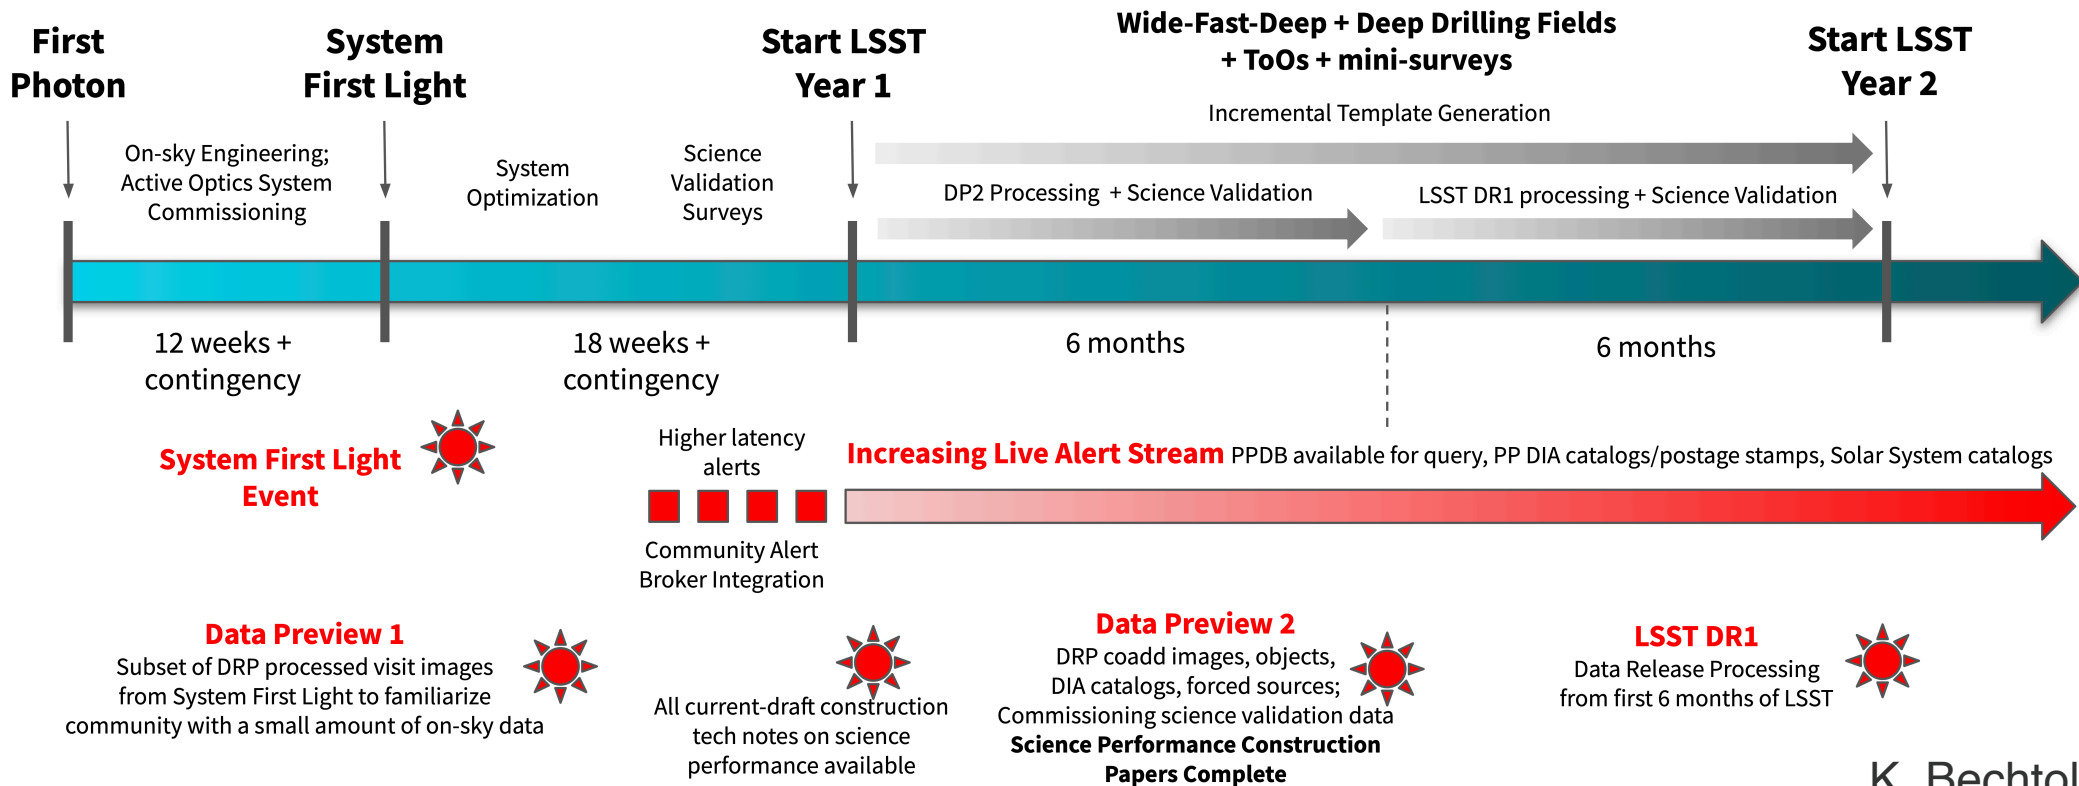 First
Photon
System
First Light
Start LSST
Year 1
Wide-Fast-Deep + Deep Drilling Fields
+ ToOs + mini-surveys
Start LSST
Year 2
Incremental Template Generation
On-sky Engineering;
Active Optics System
Commissioning
System
Optimization
Science
Validation
Surveys
DP2 Processing + Science Validation
LSST DR1 processing + Science Validation
12 weeks +
contingency
18 weeks +
contingency
6 months
6 months
System First Light
Event
Higher latency
alerts
Community Alert
Broker Integration
Increasing Live Alert Stream PPDB available for query, PP DIA catalogs/postage stamps, Solar System catalogs
Data Preview 1
Subset of DRP processed visit images
from System First Light to familiarize
community with a small amount of on-sky data
All current-draft construction
tech notes on science
performance available
Data Preview 2
DRP coadd images, objects,
DIA catalogs, forced sources;
Commissioning science validation data
Science Performance Construction
Papers Complete
LSST DR1
Data Release Processing
from first 6 months of LSST
K. Bechtol